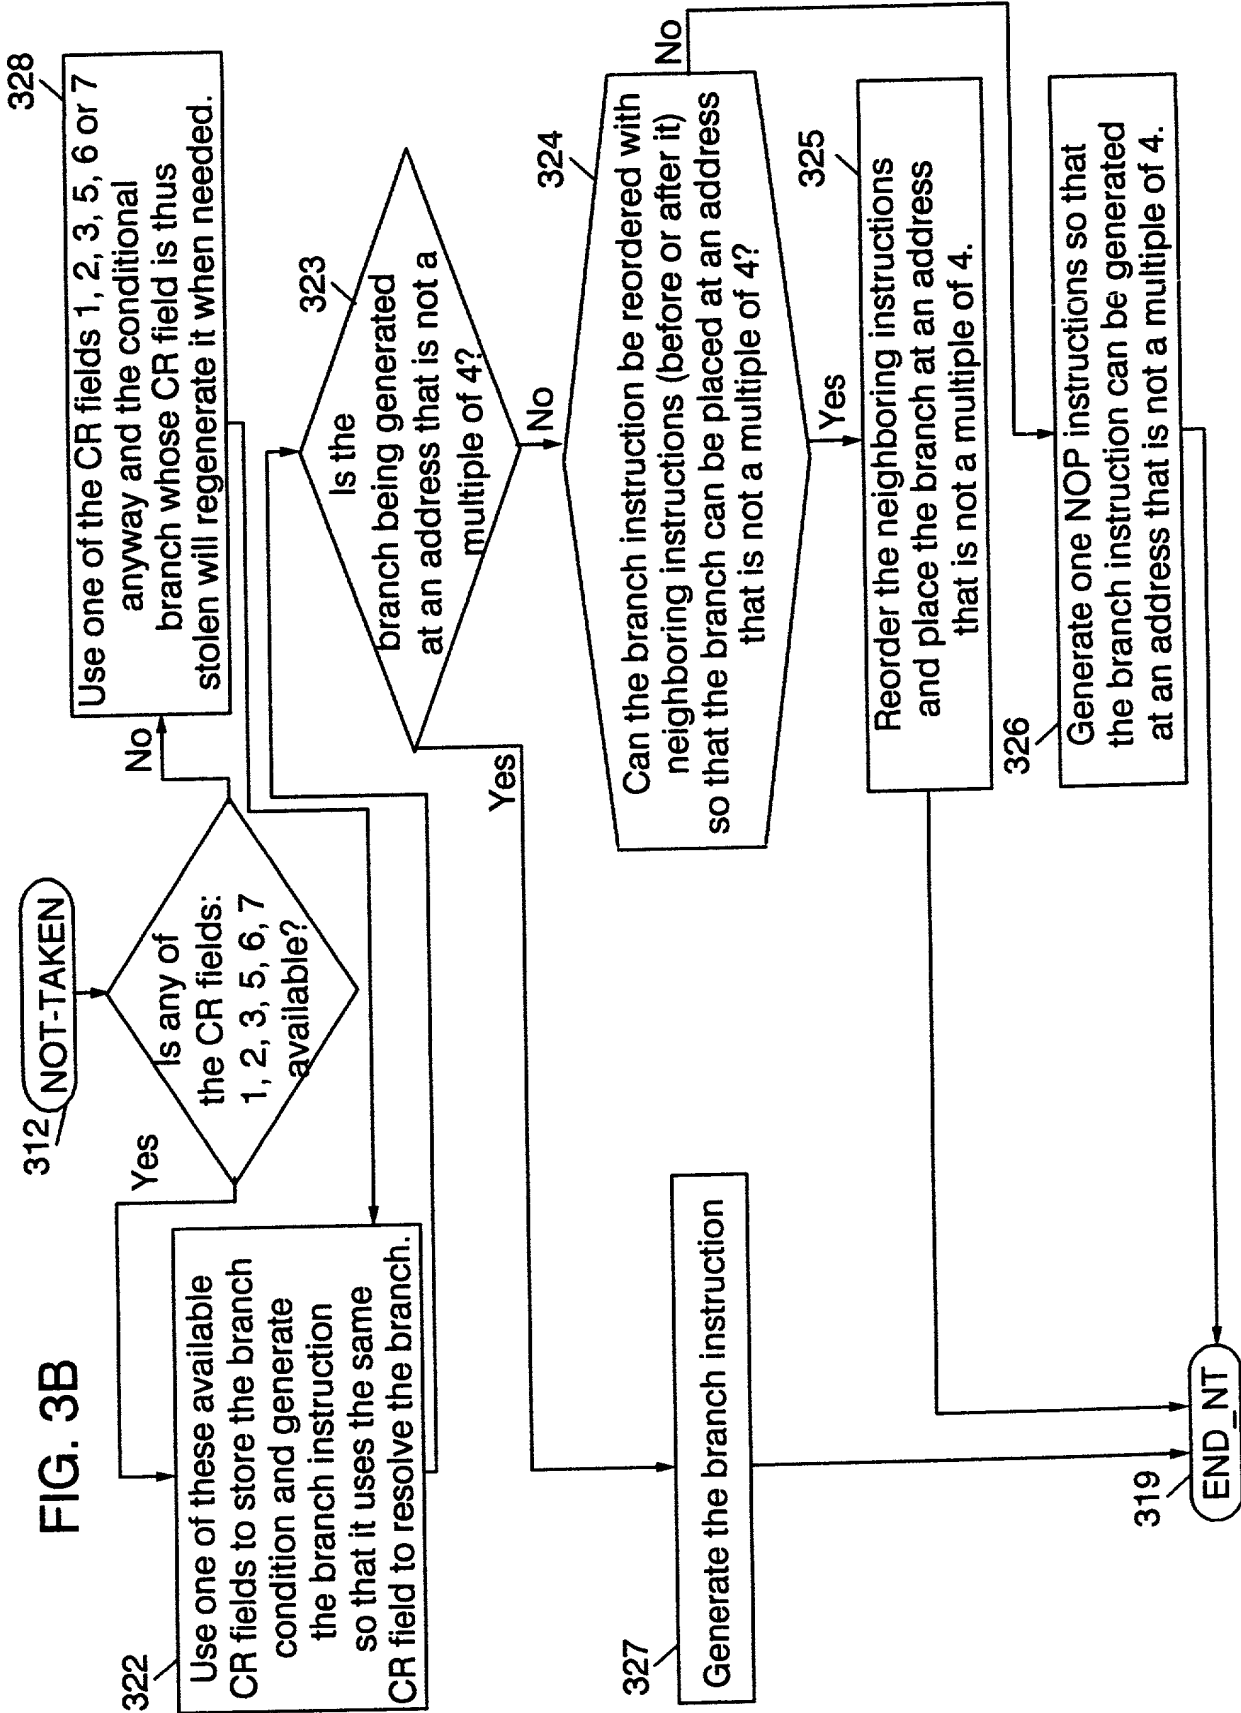 FIG. 3B
312
NOT-TAKEN
Is any of
the CR fields:
1, 2, 3, 5, 6, 7
available?
Yes
No
328
Use one of the CR fields 1, 2, 3, 5, 6 or 7
anyway and the conditional
branch whose CR field is thus
stolen will regenerate it when needed.
322
Use one of these available
CR fields to store the branch
condition and generate
the branch instruction
so that it uses the same
CR field to resolve the branch.
323
Is the
branch being generated
at an address that is not a
multiple of 4?
Yes
No
324
Can the branch instruction be reordered with
neighboring instructions (before or after it)
so that the branch can be placed at an address
that is not a multiple of 4?
No
Yes
327
Generate the branch instruction
325
Reorder the neighboring instructions
and place the branch at an address
that is not a multiple of 4.
326
Generate one NOP instructions so that
the branch instruction can be generated
at an address that is not a multiple of 4.
319
END_NT